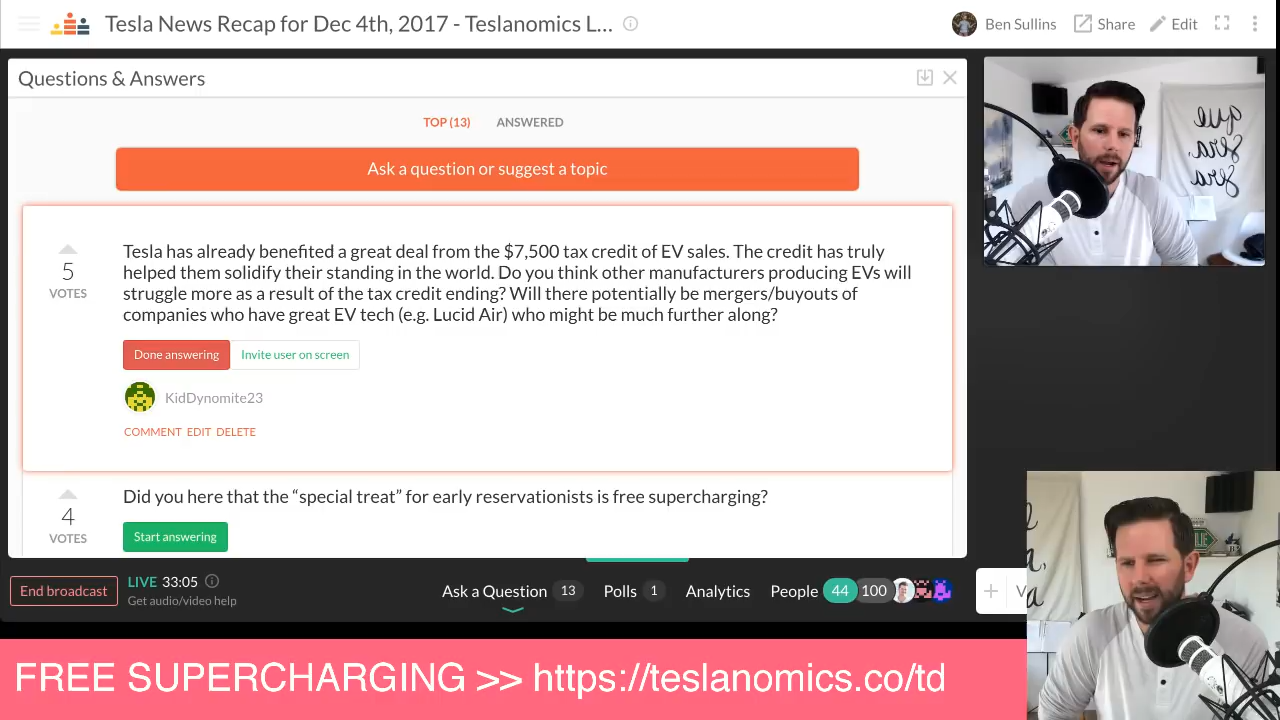 Tesla News Recap for Dec 4th, 2017 - Teslanomics L...
Ben Sullins
Share
Edit
Questions & Answers
TOP (13)
ANSWERED
Ask a question or suggest a topic
5
VOTES
Tesla has already benefited a great deal from the $7,500 tax credit of EV sales. The credit has truly
helped them solidify their standing in the world. Do you think other manufacturers producing EVs will
struggle more as a result of the tax credit ending? Will there potentially be mergers/buyouts of
companies who have great EV tech (e.g. Lucid Air) who might be much further along?
Done answering
Invite user on screen
KidDynomite23
COMMENT EDIT DELETE
4
VOTES
Did you here that the “special treat” for early reservationists is free supercharging?
Start answering
que
sera,
sera
End broadcast
LIVE 33:05
Get audio/video help
Ask a Question 13
Polls 1
Analytics
People 44 100
FREE SUPERCHARGING >> https://teslanomics.co/td